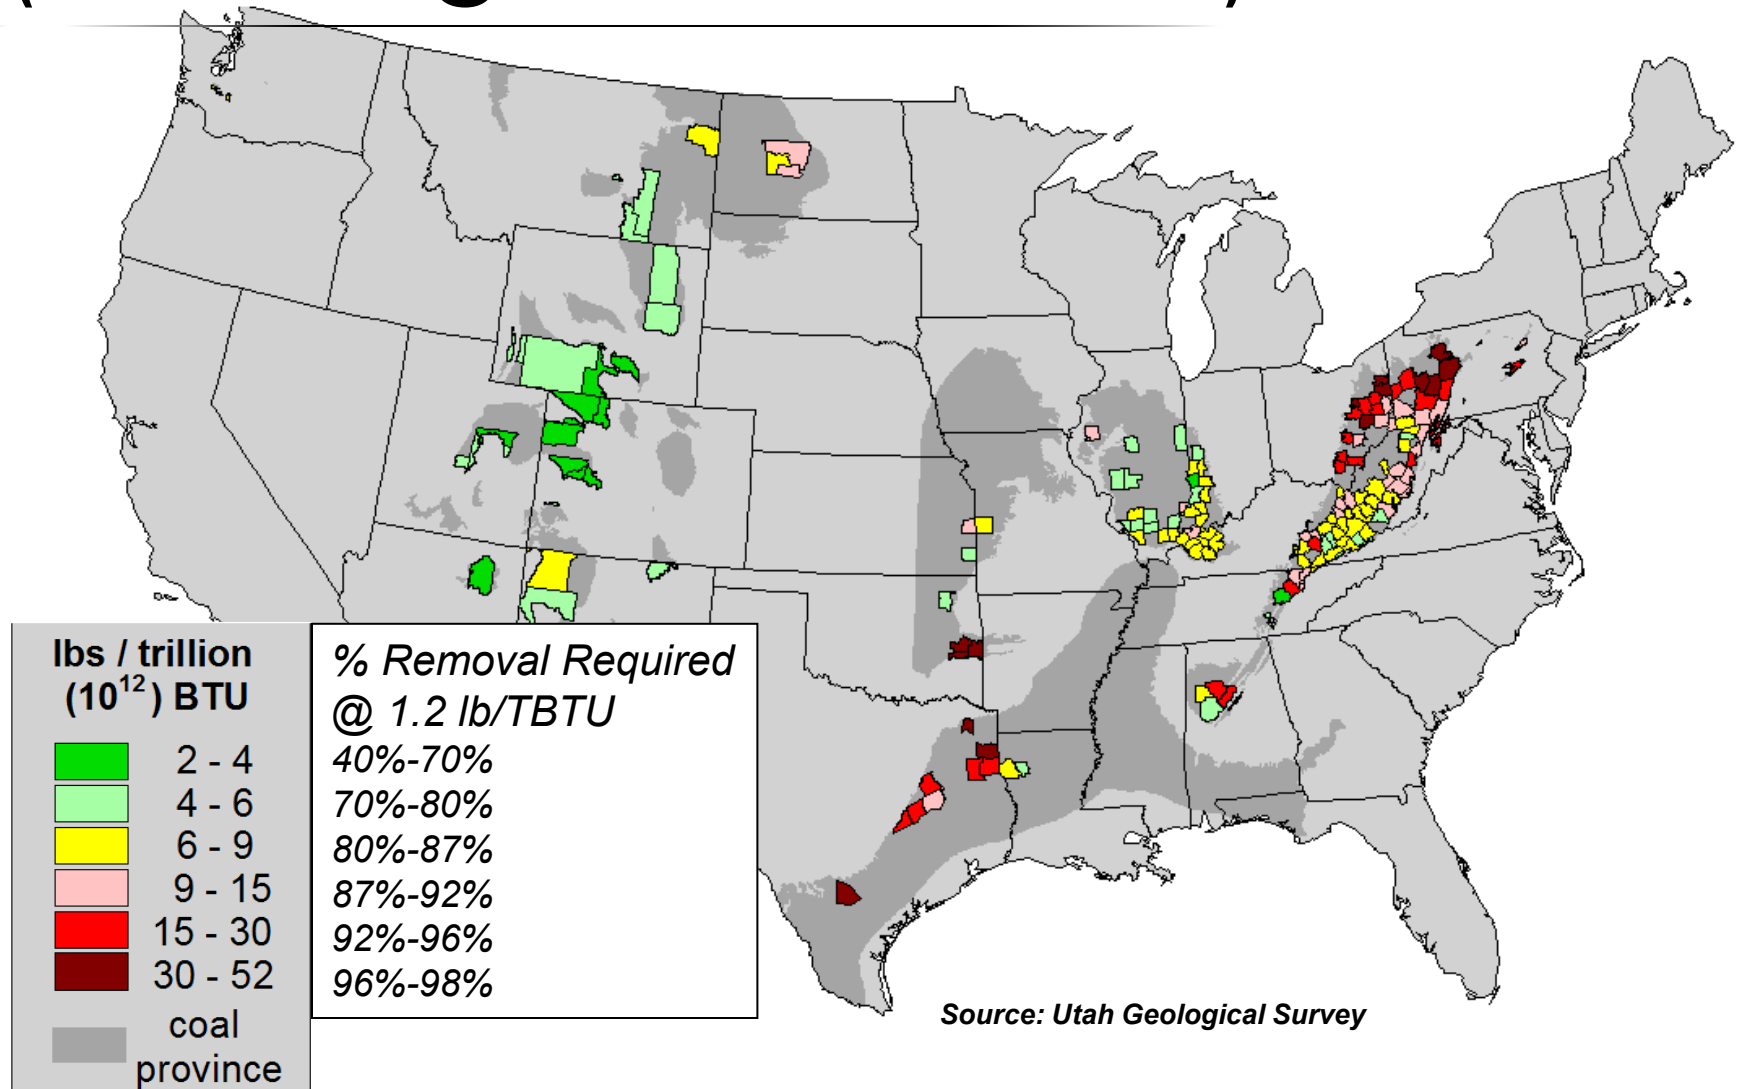 lbs / trillion
(10¹²) BTU
2 - 4
4 - 6
6 - 9
9 - 15
15 - 30
30 - 52
coal
province
% Removal Required
@ 1.2 lb/TBTU
40%-70%
70%-80%
80%-87%
87%-92%
92%-96%
96%-98%
Source: Utah Geological Survey